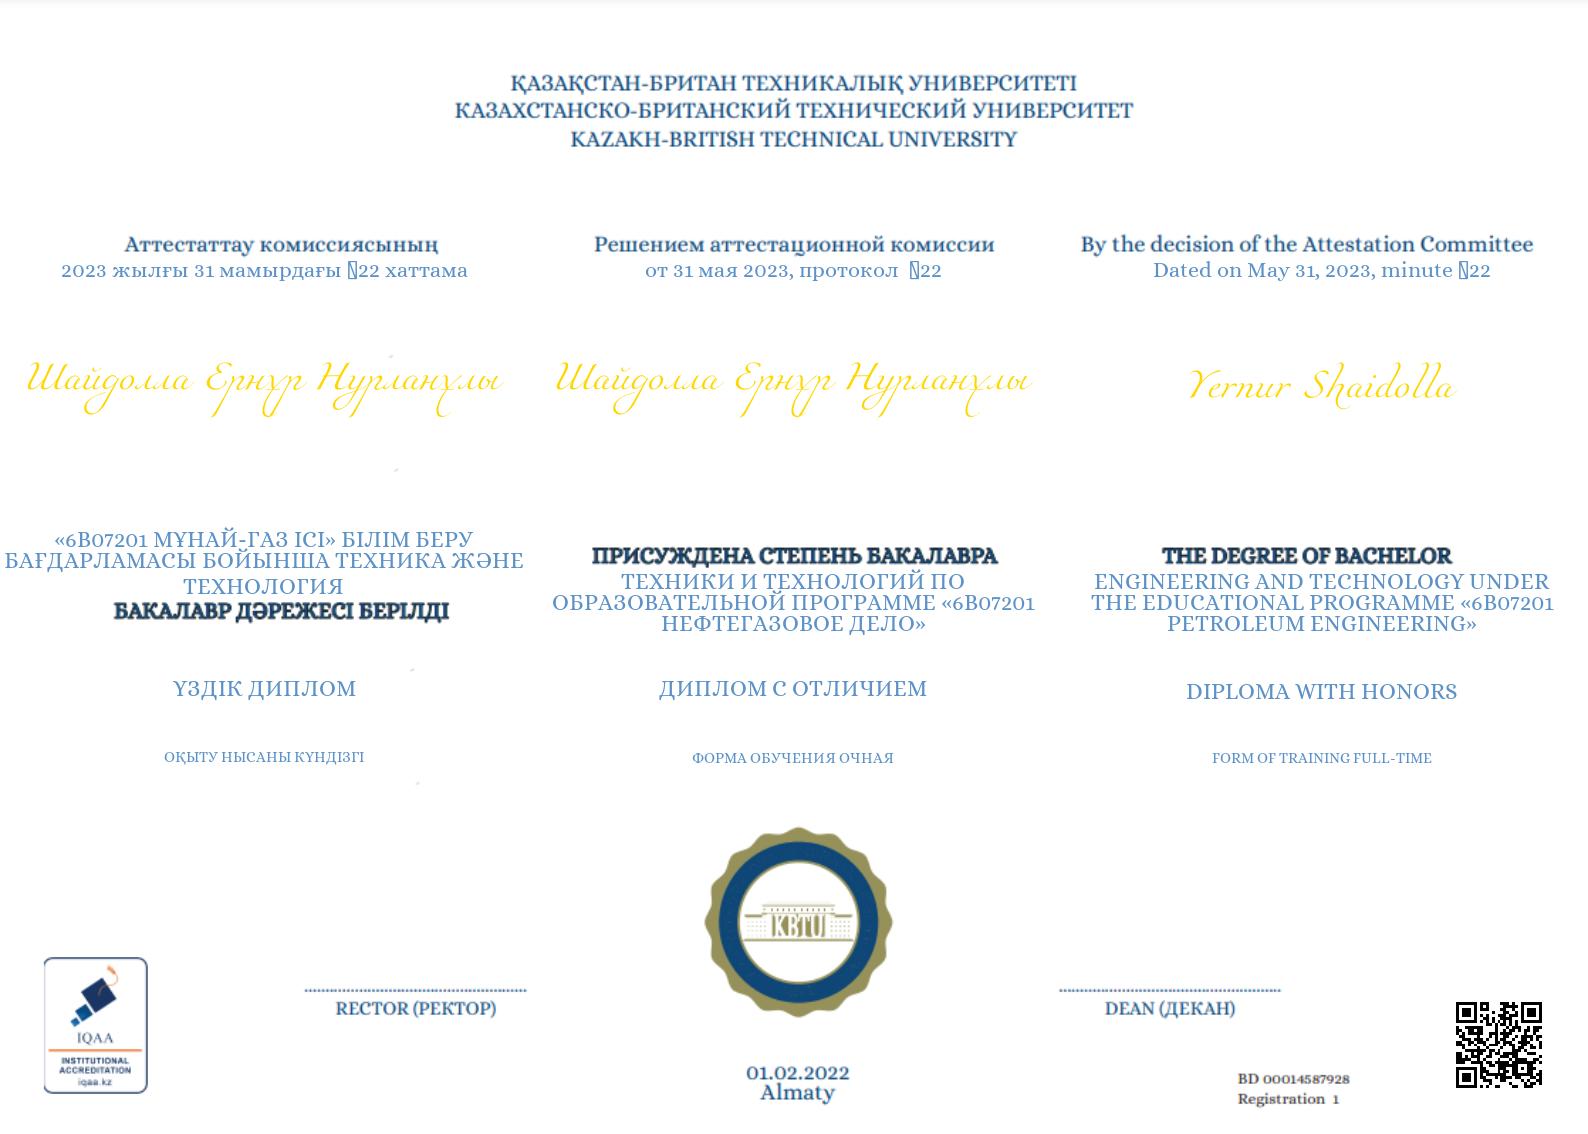 ҚАЗАҚСТАН-БРИТАН ТЕХНИКАЛЫҚ УНИВЕРСИТЕТІ
КАЗАХСТАНСКО-БРИТАНСКИЙ ТЕХНИЧЕСКИЙ УНИВЕРСИТЕТ
KAZAKH-BRITISH TECHNICAL UNIVERSITY
Аттестаттау комиссиясының
2023 жылғы 31 мамырдағы 22 хаттама
Шайдолла Ернұр Нұрланұлы
«6B07201 МҰНАЙ-ГАЗ ІСІ» БІЛІМ БЕРУ
БАҒДАРЛАМАСЫ БОЙЫНША ТЕХНИКА ЖӘНЕ
ТЕХНОЛОГИЯ
БАКАЛАВР ДӘРЕЖЕСІ БЕРІЛДІ
ҮЗДІК ДИПЛОМ
ОҚЫТУ НЫСАНЫ КҮНДІЗГІ
Решением аттестационной комиссии
от 31 мая 2023, протокол 22
Шайдолла Ернұр Нұрланұлы
ПРИСУЖДЕНА СТЕПЕНЬ БАКАЛАВРА
ТЕХНИКИ И ТЕХНОЛОГИЙ ПО
ОБРАЗОВАТЕЛЬНОЙ ПРОГРАММЕ «6B07201
НЕФТЕГАЗОВОЕ ДЕЛО»
ДИПЛОМ С ОТЛИЧИЕМ
ФОРМА ОБУЧЕНИЯ ОЧНАЯ
By the decision of the Attestation Committee
Dated on May 31, 2023, minute 22
Yernur Shaidolla
THE DEGREE OF BACHELOR
ENGINEERING AND TECHNOLOGY UNDER
THE EDUCATIONAL PROGRAMME «6B07201
PETROLEUM ENGINEERING»
DIPLOMA WITH HONORS
FORM OF TRAINING FULL-TIME
KBTU
IQAA
INSTITUTIONAL
ACCREDITATION
iqaa.kz
RECTOR (РЕКТОР)
DEAN (ДЕКАН)
01.02.2022
Almaty
BD 00014587928
Registration 1